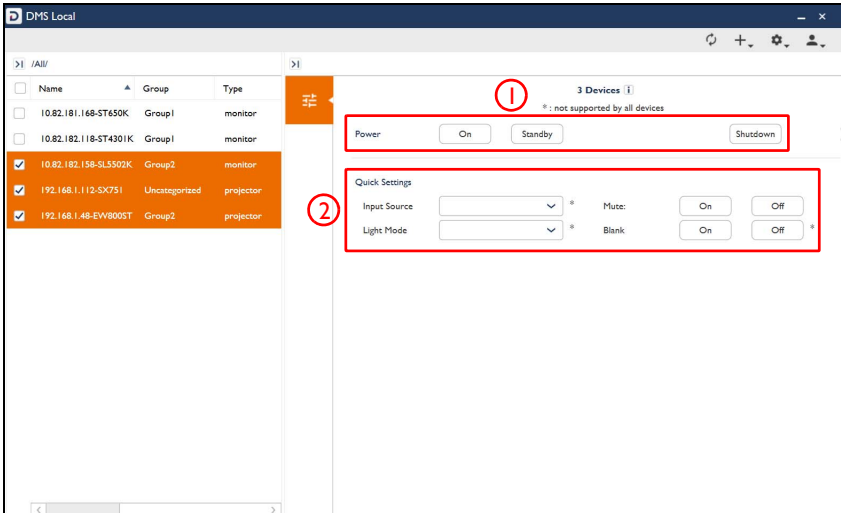 DMS Local
/All/
Name Group Type
10.82.181.168-ST650K Group1 monitor
10.82.182.118-ST4301K Group1 monitor
10.82.182.158-SL5502K Group2 monitor
192.168.1.112-SX751 Uncategorized projector
192.168.1.48-EW800ST Group2 projector
1
3 Devices i
* : not supported by all devices
Power On Standby Shutdown
2
Quick Settings
Input Source * Mute: On Off
Light Mode * Blank On Off *